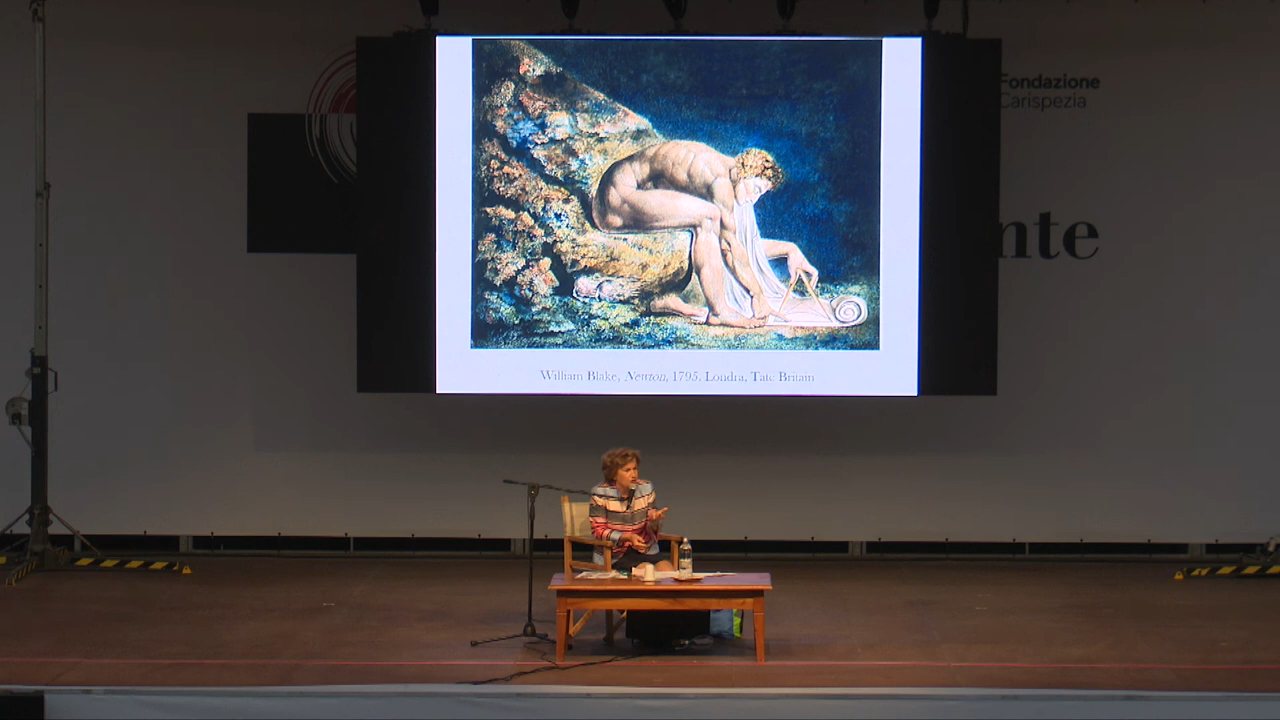 Fondazione
Carispezia
nte
William Blake, Newton, 1795, Londra, Tate Britain